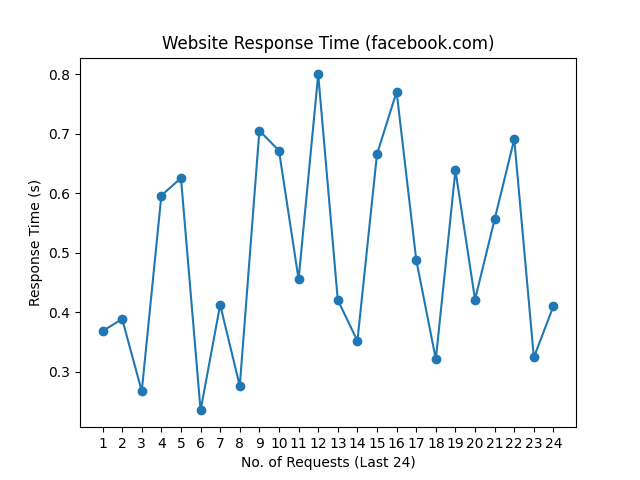 Website Response Time (facebook.com)
0.8
0.7
0.6
0.5
0.4
0.3
Response Time (s)
1 2 3 4 5 6 7 8 9 10 11 12 13 14 15 16 17 18 19 20 21 22 23 24
No. of Requests (Last 24)